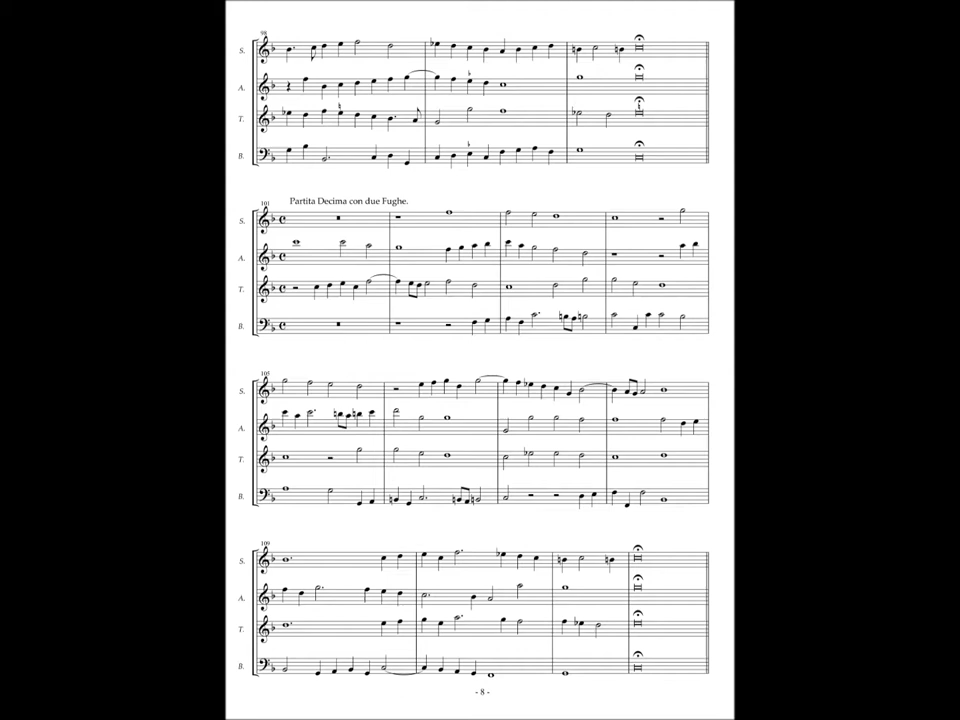 98
S.
A.
T.
B.
101
Partita Decima con due Fughe.
S.
A.
T.
B.
105
S.
A.
T.
B.
109
S.
A.
T.
B.
- 8 -